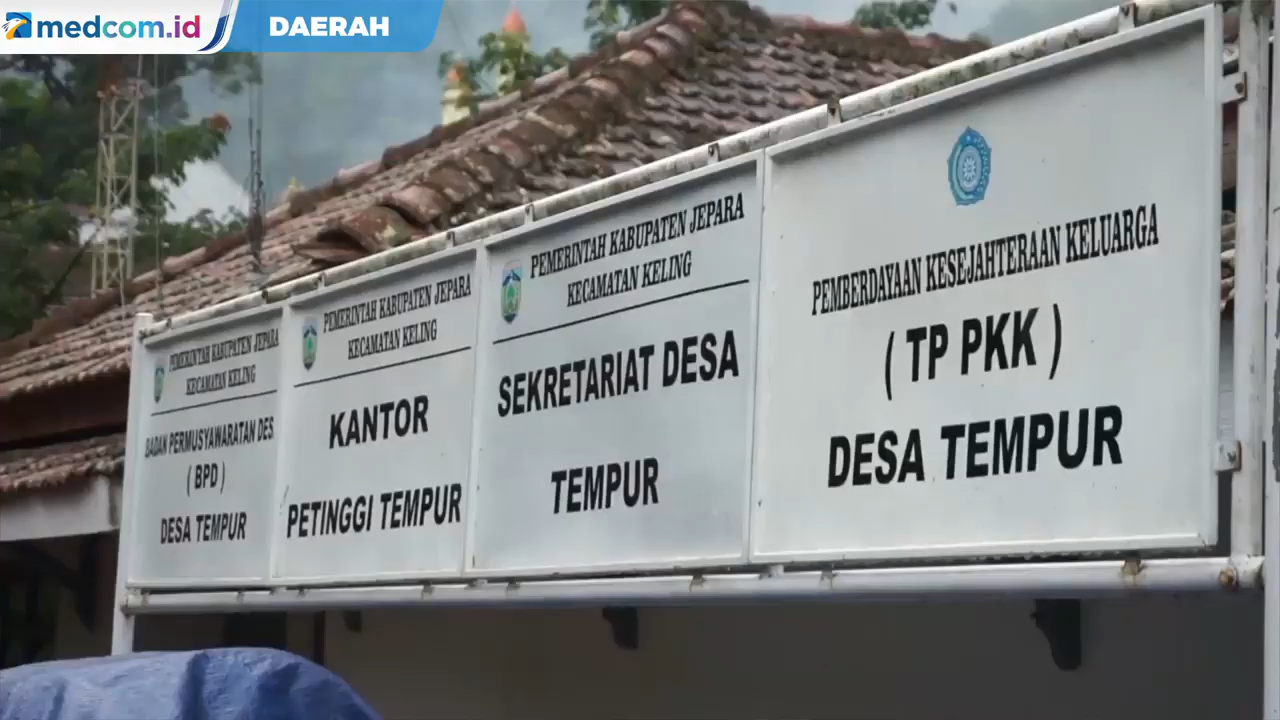 medcom.id
DAERAH
PEMERINTAH KABUPATEN JEPARA
KECAMATAN KELING
BADAN PERMUSYAWARATAN DES
( BPD )
DESA TEMPUR
PEMERINTAH KABUPATEN JEPARA
KECAMATAN KELING
KANTOR
PETINGGI TEMPUR
PEMERINTAH KABUPATEN JEPARA
KECAMATAN KELING
SEKRETARIAT DESA
TEMPUR
PEMBERDAYAAN KESEJAHTERAAN KELUARGA
( TP PKK )
DESA TEMPUR